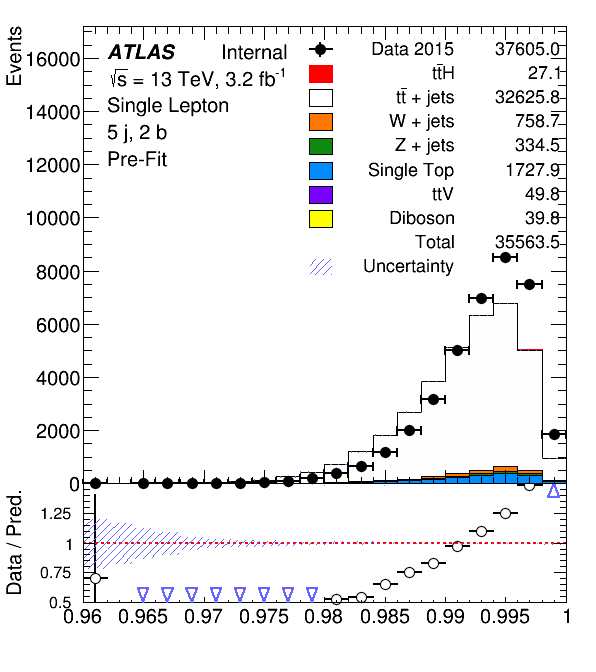 Events
16000
14000
12000
10000
8000
6000
4000
2000
0
ATLAS Internal
√s = 13 TeV, 3.2 fb⁻¹
Single Lepton
5 j, 2 b
Pre-Fit
Data 2015 37605.0
tt̄H 27.1
tt̄ + jets 32625.8
W + jets 758.7
Z + jets 334.5
Single Top 1727.9
ttV 49.8
Diboson 39.8
Total 35563.5
Uncertainty
Data / Pred.
1.25
1
0.75
0.5
0.96 0.965 0.97 0.975 0.98 0.985 0.99 0.995 1